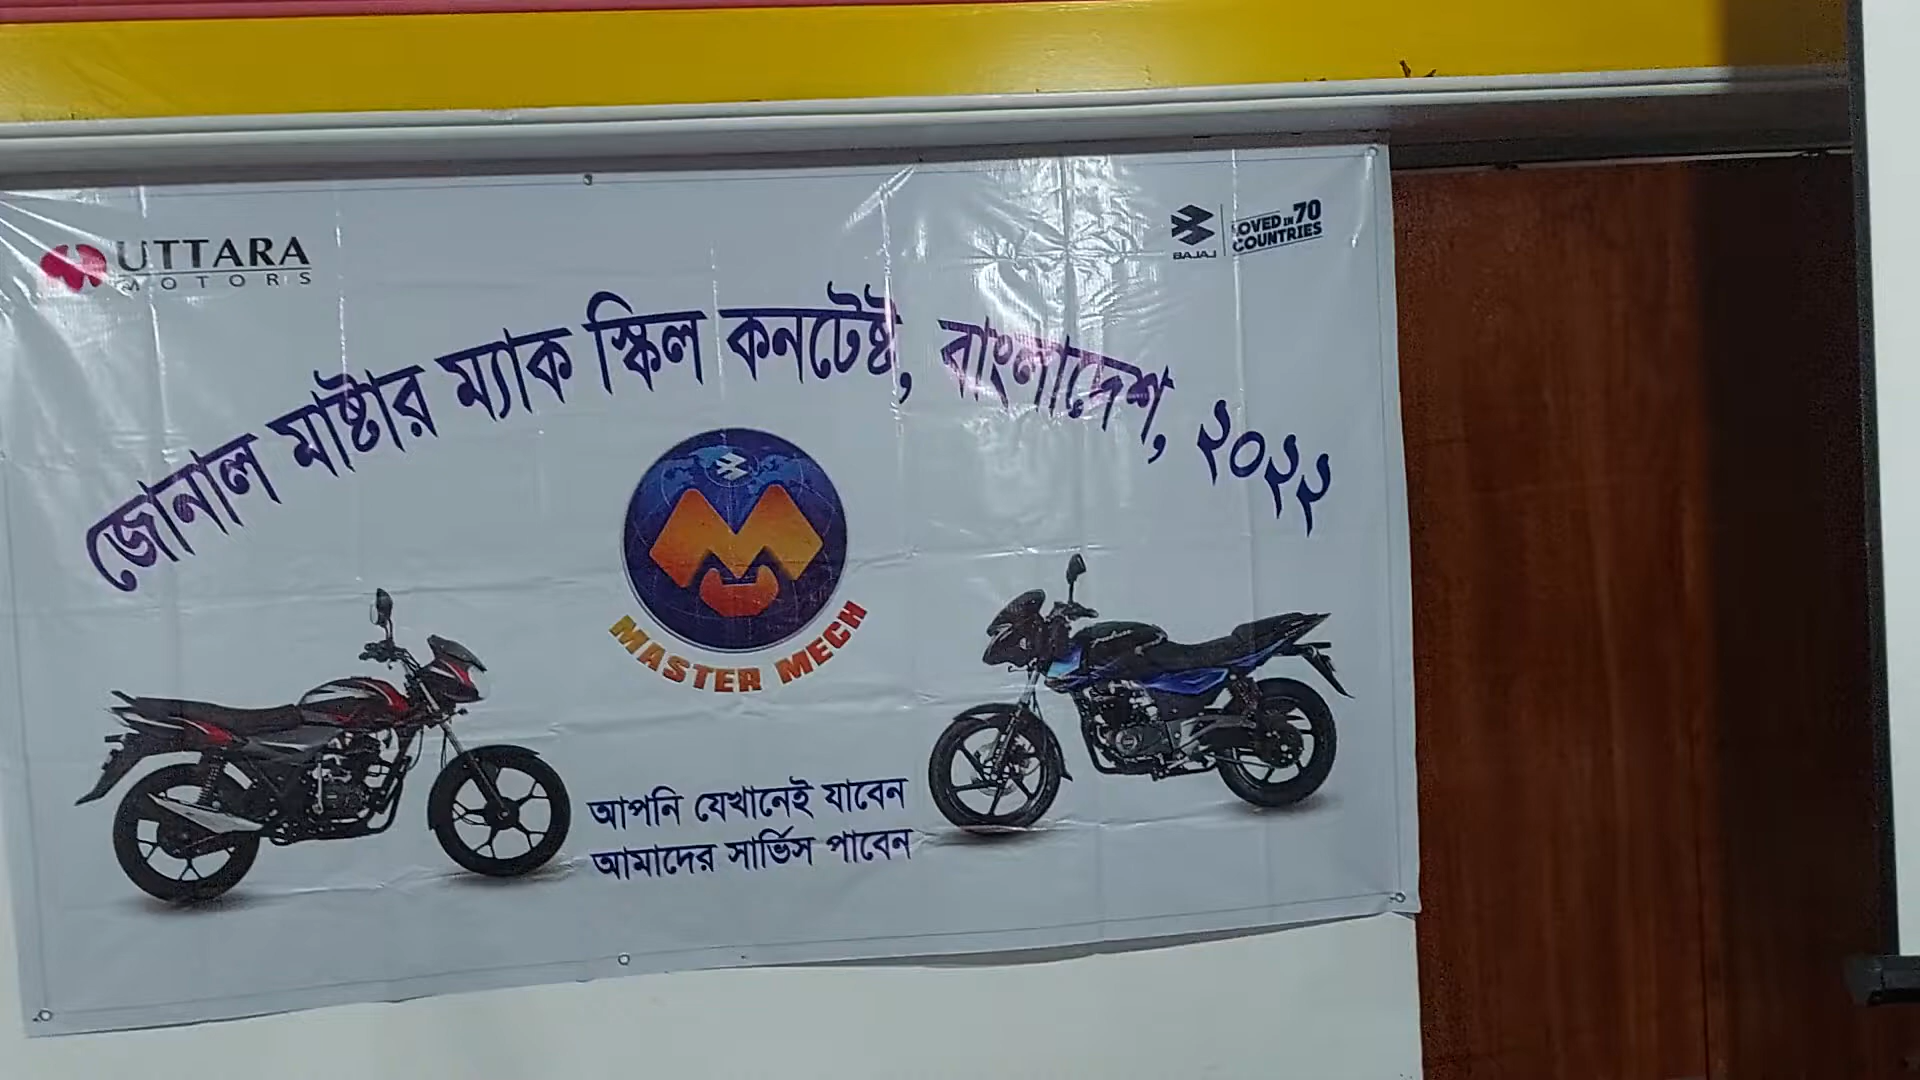 UTTARA
MOTORS
BAJAJ
LOVED IN 70
COUNTRIES
জোনাল মাষ্টার ম্যাক স্কিল কনটেষ্ট, বাংলাদেশ, ২০২২
MASTER MECH
আপনি যেখানেই যাবেন
আমাদের সার্ভিস পাবেন